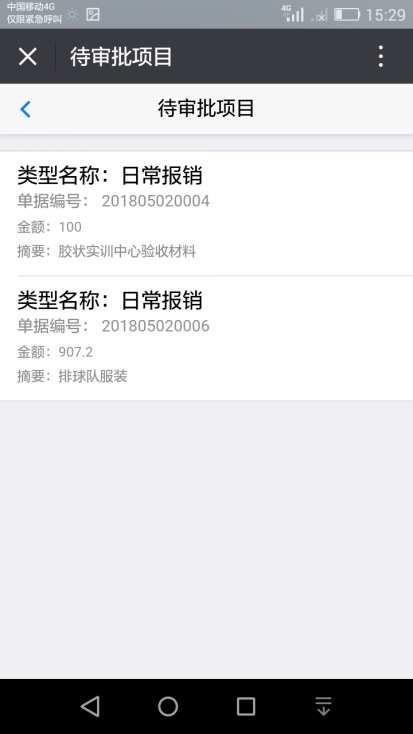 中国移动4G
仅限紧急呼叫
4G
15:29
待审批项目
待审批项目
类型名称：日常报销
单据编号： 201805020004
金额：100
摘要：胶状实训中心验收材料
类型名称：日常报销
单据编号： 201805020006
金额：907.2
摘要：排球队服装